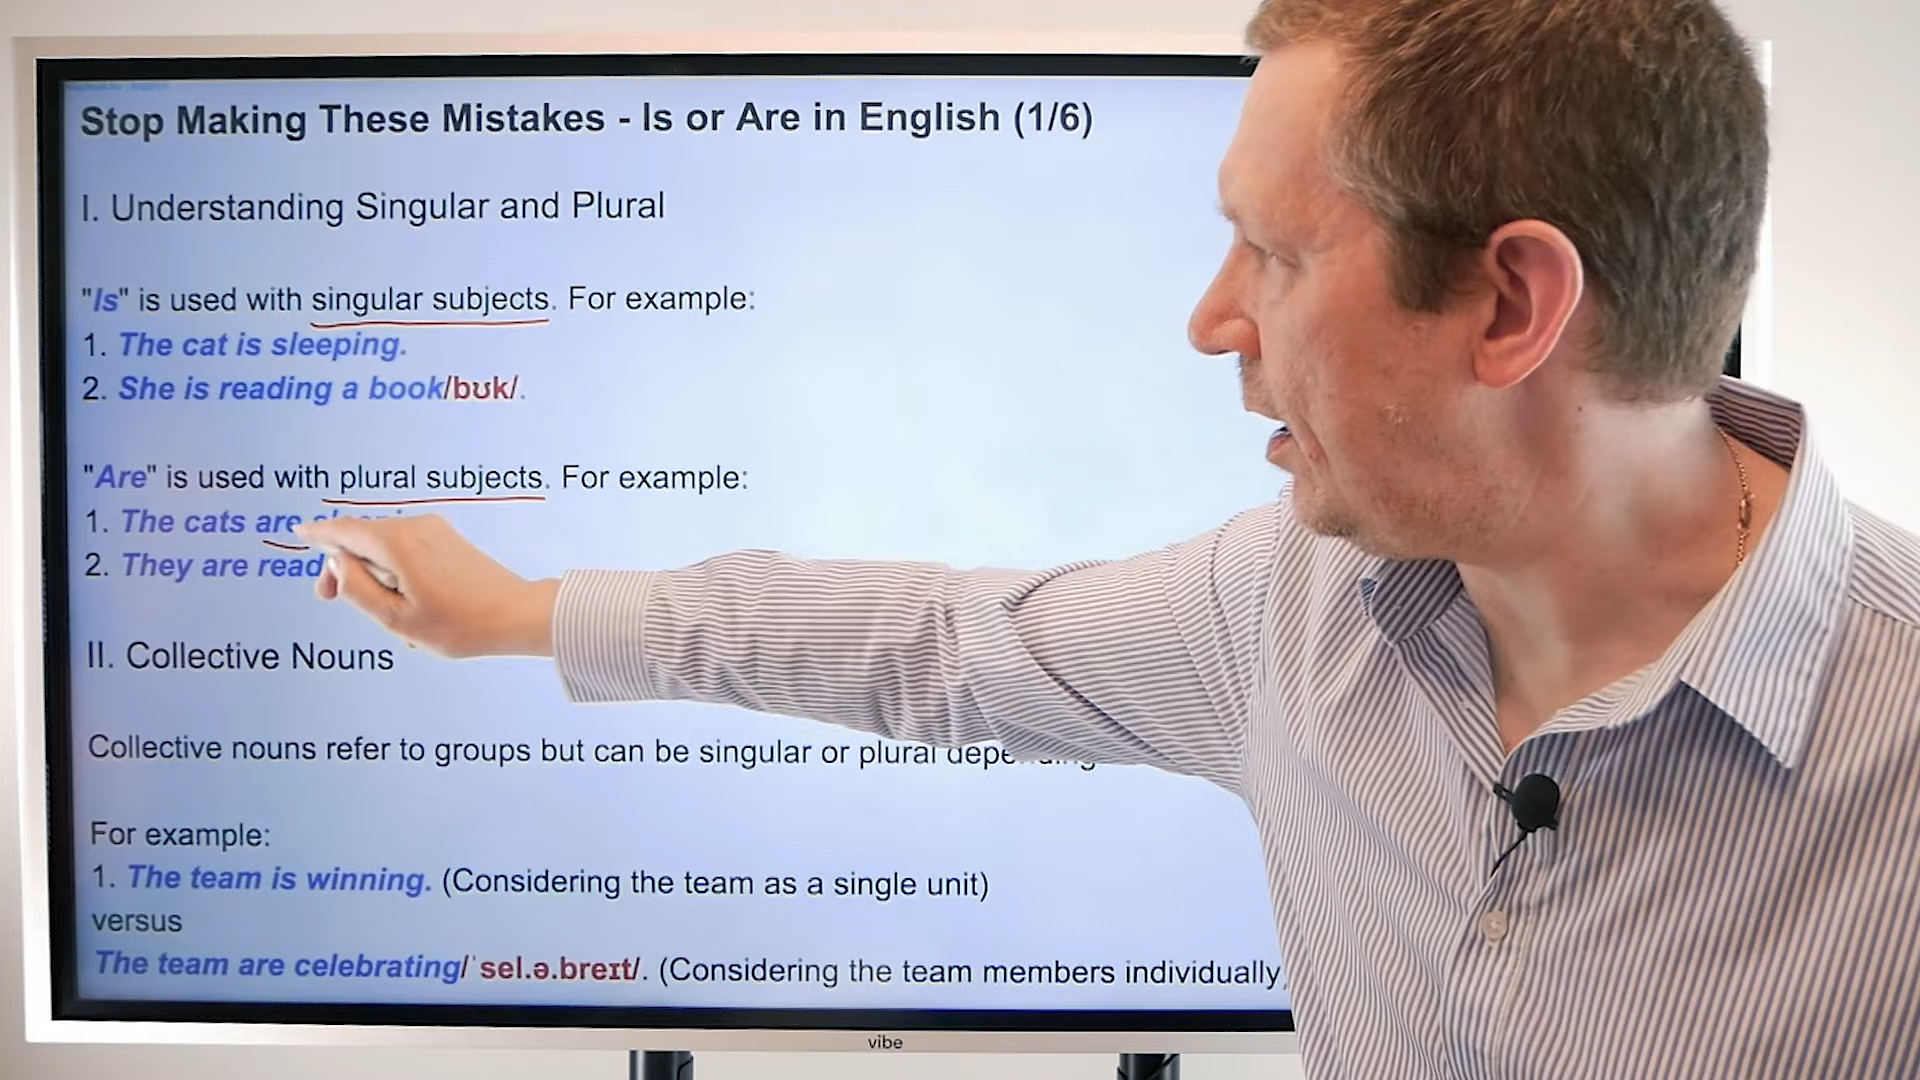 Stop Making These Mistakes - Is or Are in English (1/6)
I. Understanding Singular and Plural
"Is" is used with singular subjects. For example:
1. The cat is sleeping.
2. She is reading a book/bʊk/.
"Are" is used with plural subjects. For example:
1. The cats are
2. They are read
II. Collective Nouns
Collective nouns refer to groups but can be singular or plural depending
For example:
1. The team is winning. (Considering the team as a single unit)
versus
The team are celebrating/ˈsel.ə.breɪt/. (Considering the team members individually
vibe